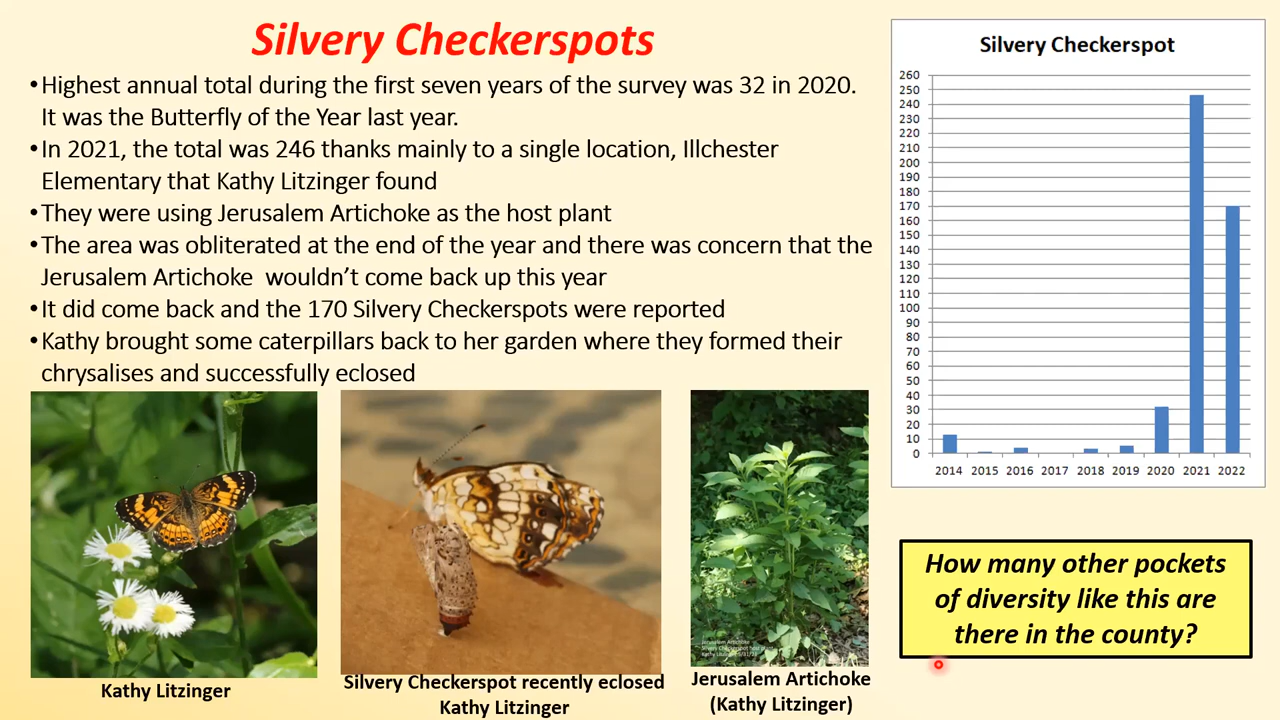 Silvery Checkerspots
•Highest annual total during the first seven years of the survey was 32 in 2020.
It was the Butterfly of the Year last year.
•In 2021, the total was 246 thanks mainly to a single location, Illchester
Elementary that Kathy Litzinger found
•They were using Jerusalem Artichoke as the host plant
•The area was obliterated at the end of the year and there was concern that the
Jerusalem Artichoke  wouldn’t come back up this year
•It did come back and the 170 Silvery Checkerspots were reported
•Kathy brought some caterpillars back to her garden where they formed their
chrysalises and successfully eclosed
Silvery Checkerspot
260
250
240
230
220
210
200
190
180
170
160
150
140
130
120
110
100
90
80
70
60
50
40
30
20
10
0
2014 2015 2016 2017 2018 2019 2020 2021 2022
Jerusalem Artichoke
Silvery Checkerspot host plant
Kathy Litzinger
Kathy Litzinger
Silvery Checkerspot recently eclosed
Kathy Litzinger
Jerusalem Artichoke
(Kathy Litzinger)
How many other pockets
of diversity like this are
there in the county?